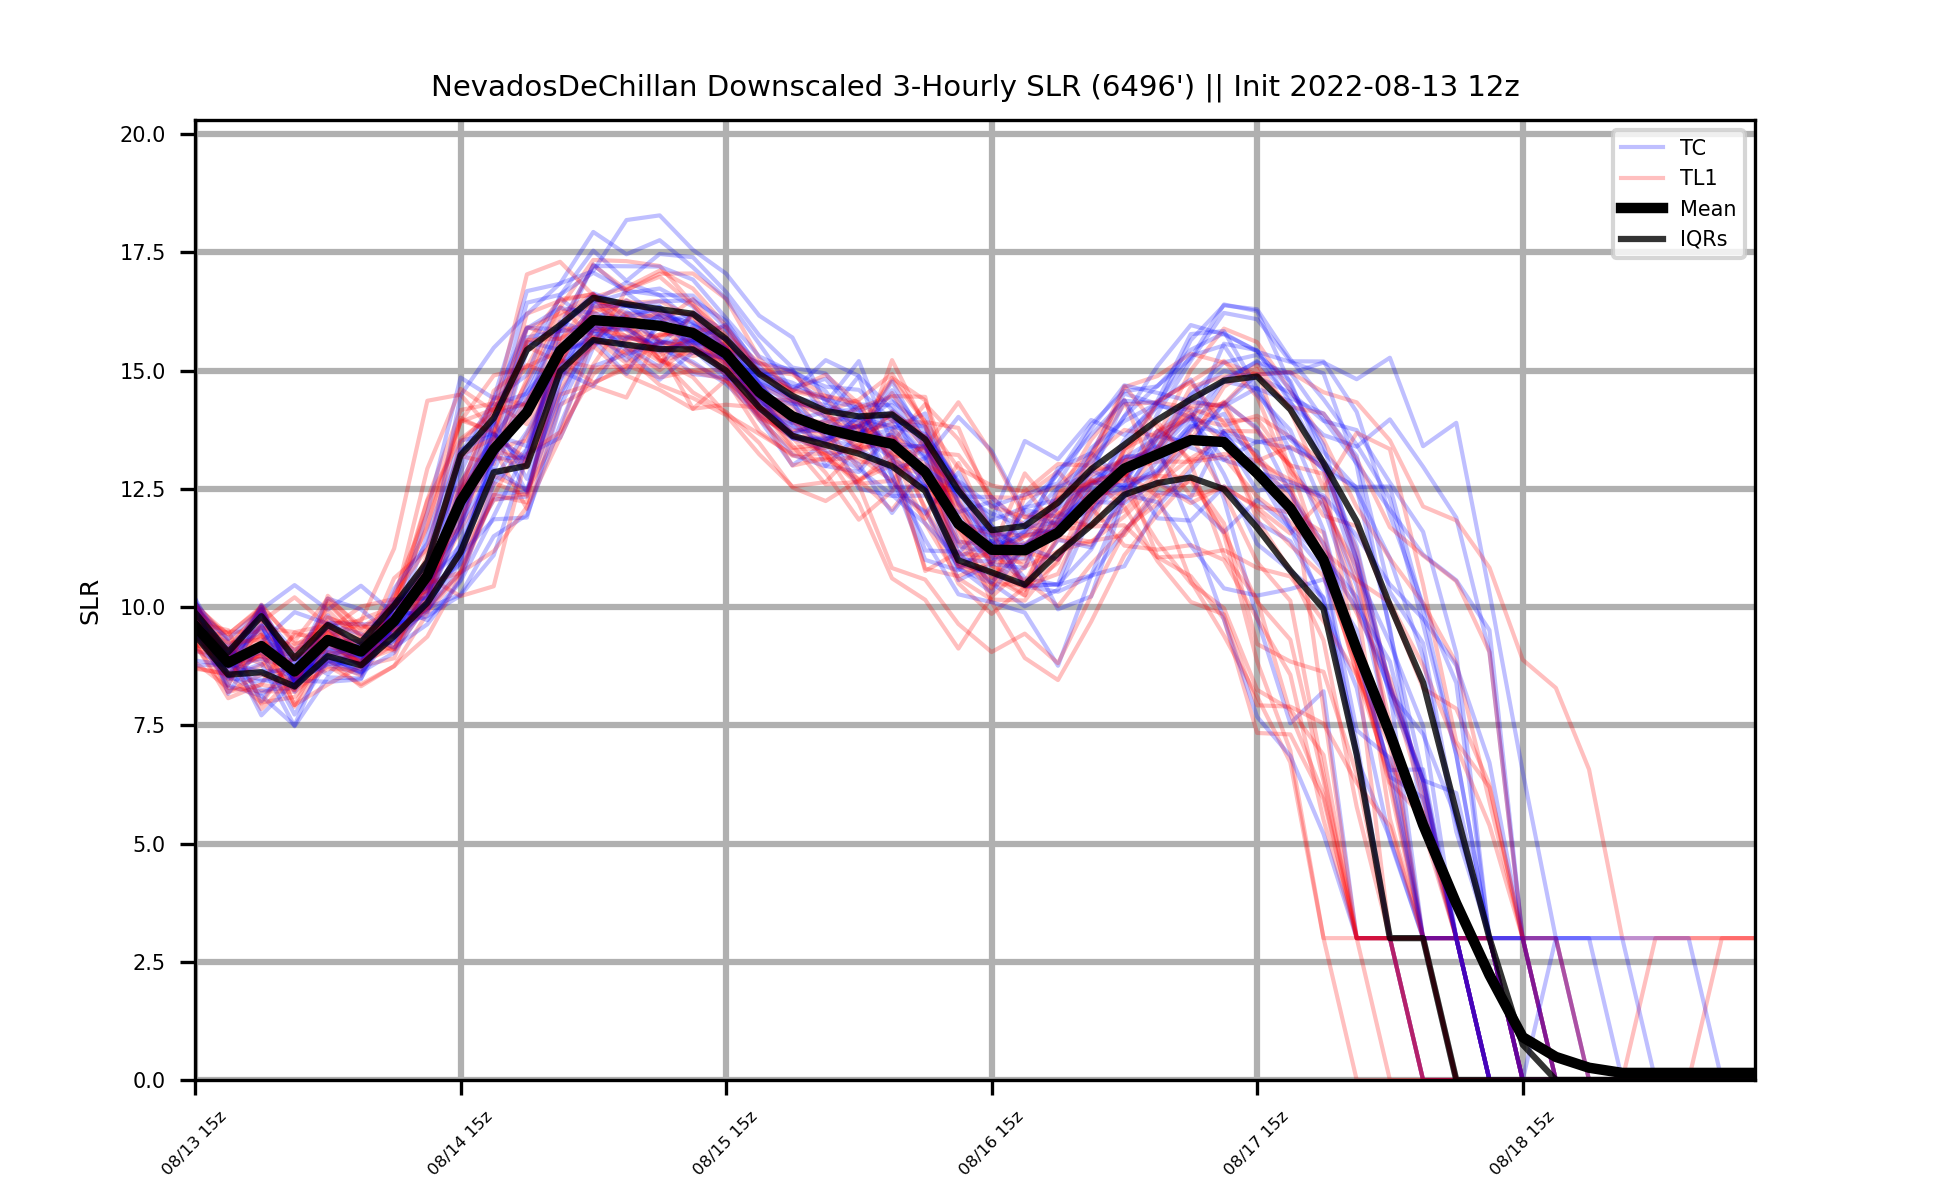 NevadosDeChillan Downscaled 3-Hourly SLR (6496') || Init 2022-08-13 12z
TC
TL1
Mean
IQRs
SLR
20.0
17.5
15.0
12.5
10.0
7.5
5.0
2.5
0.0
08/13 15z
08/14 15z
08/15 15z
08/16 15z
08/17 15z
08/18 15z